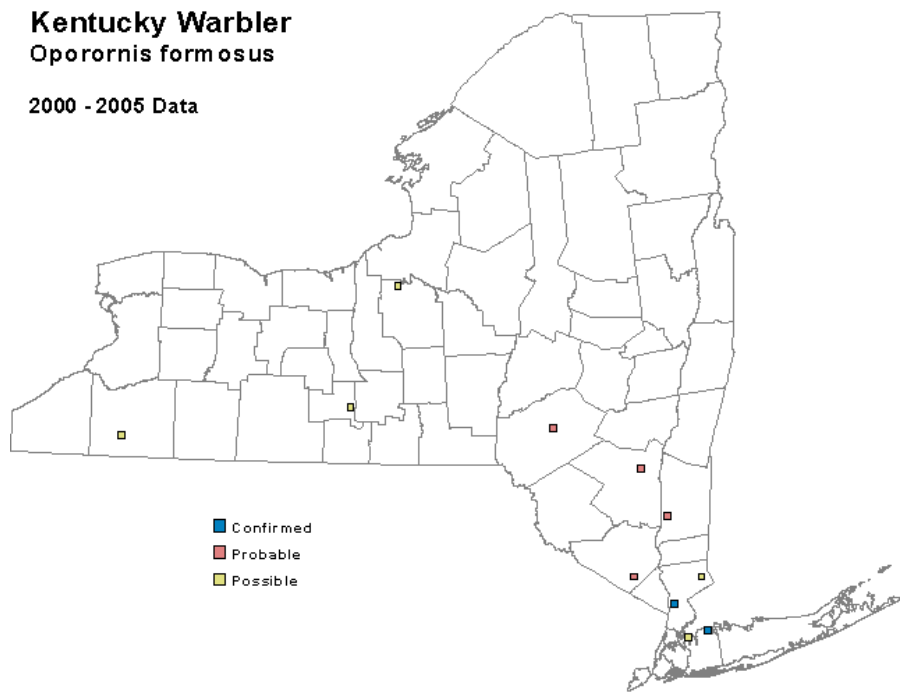 Kentucky Warbler
Oporornis formosus
2000 - 2005 Data
Confirmed
Probable
Possible